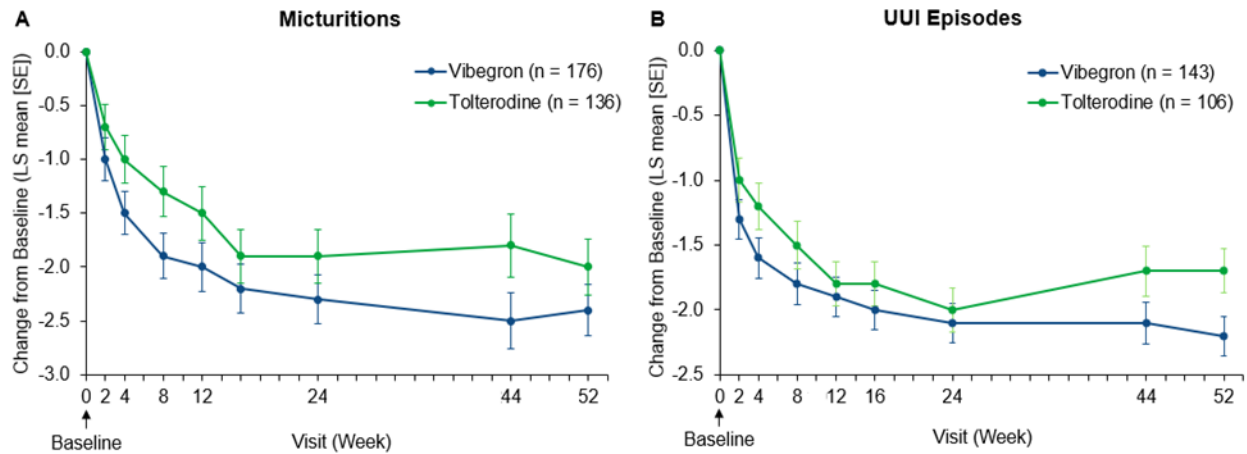 A
Micturitions
Change from Baseline (LS mean [SE])
0.0
-0.5
-1.0
-1.5
-2.0
-2.5
-3.0
Vibegron (n = 176)
Tolterodine (n = 136)
0 2 4 8 12 24 44 52
Baseline
Visit (Week)
B
UUI Episodes
Change from Baseline (LS mean [SE])
0.0
-0.5
-1.0
-1.5
-2.0
-2.5
Vibegron (n = 143)
Tolterodine (n = 106)
0 2 4 8 12 16 24 44 52
Baseline
Visit (Week)